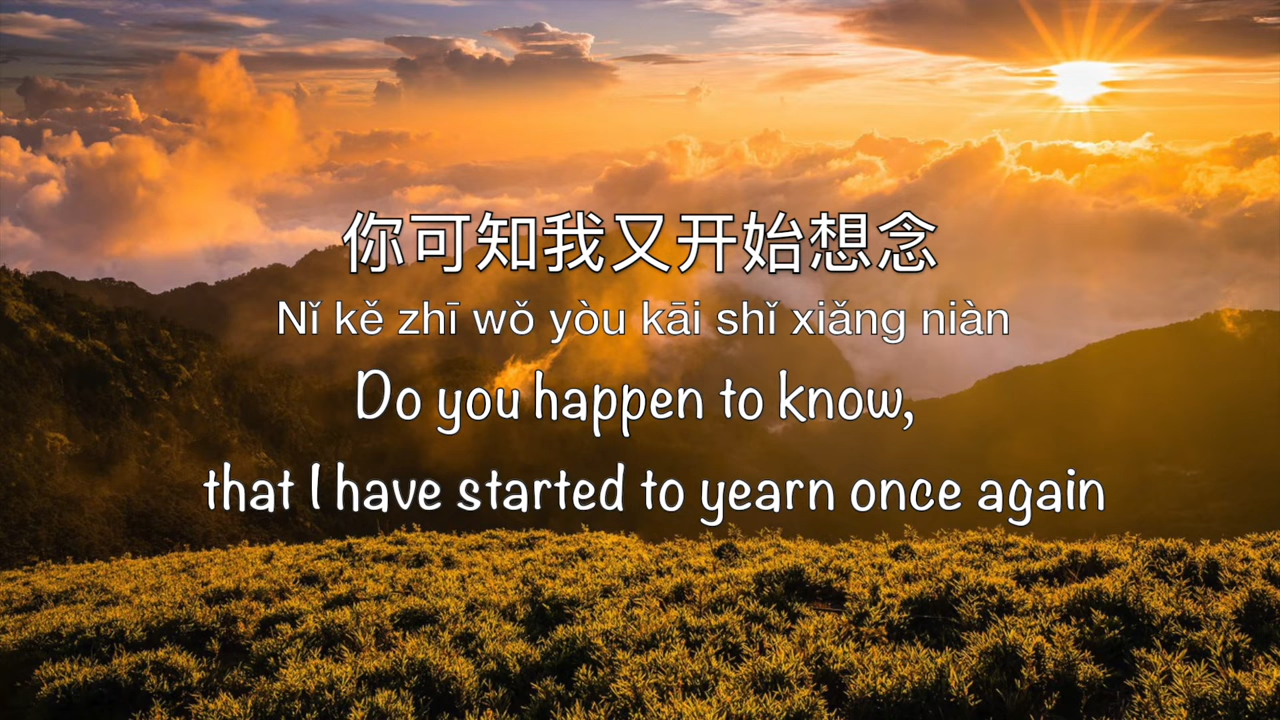 你可知我又开始想念
Nǐ kě zhī wǒ yòu kāi shǐ xiǎng niàn
Do you happen to know,
that I have started to yearn once again